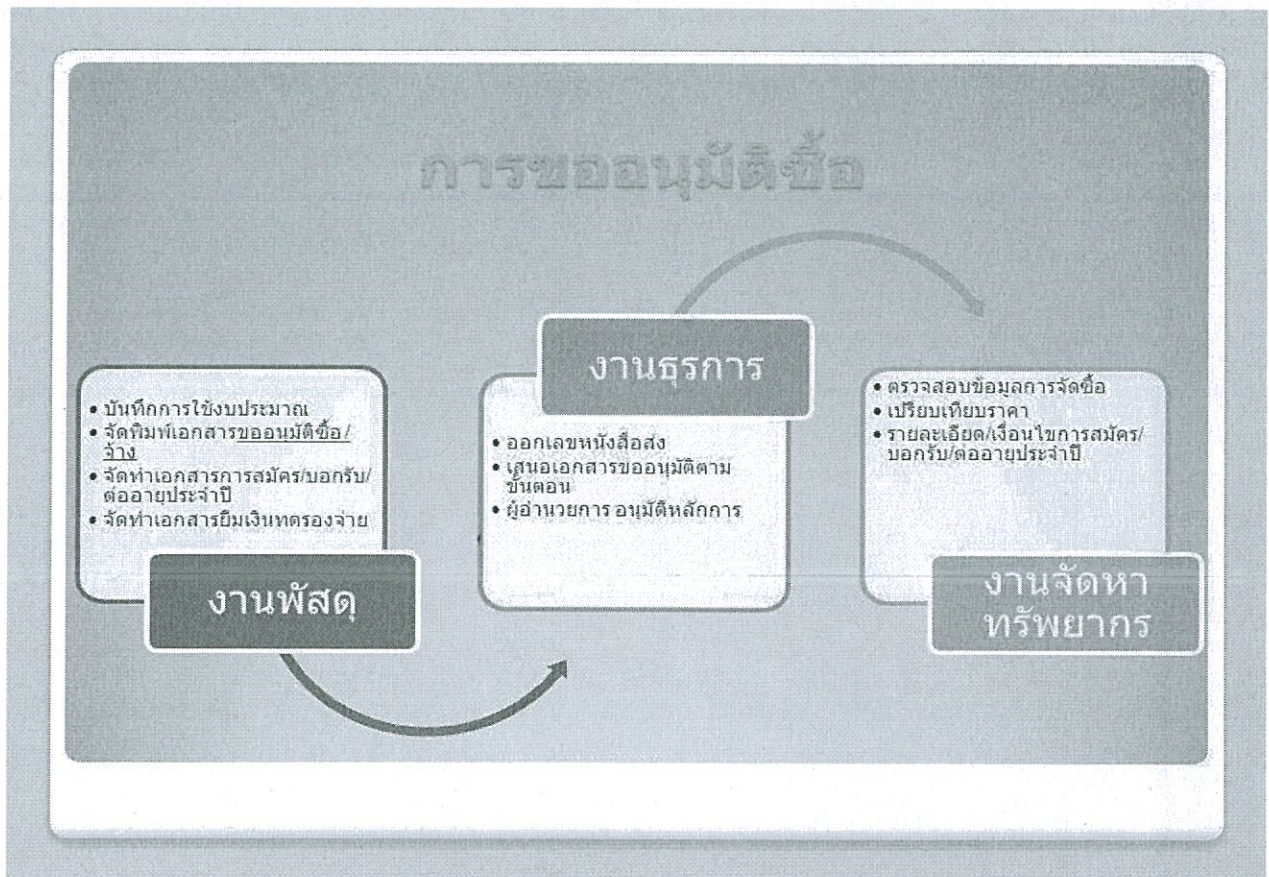 การขออนุมัติซื้อ
• บันทึกการใช้งบประมาณ
• จัดพิมพ์เอกสารขออนุมัติซื้อ/
จ้าง
• จัดทำเอกสารการสมัคร/บอกรับ/
ต่ออายุประจำปี
• จัดทำเอกสารยืมเงินทดรองจ่าย
งานพัสดุ
งานธุรการ
• ออกเลขหนังสือส่ง
• เสนอเอกสารขออนุมัติตาม
ขั้นตอน
• ผู้อำนวยการ อนุมัติหลักการ
• ตรวจสอบข้อมูลการจัดซื้อ
• เปรียบเทียบราคา
• รายละเอียด/เงื่อนไขการสมัคร/
บอกรับ/ต่ออายุประจำปี
งานจัดหา
ทรัพยากร